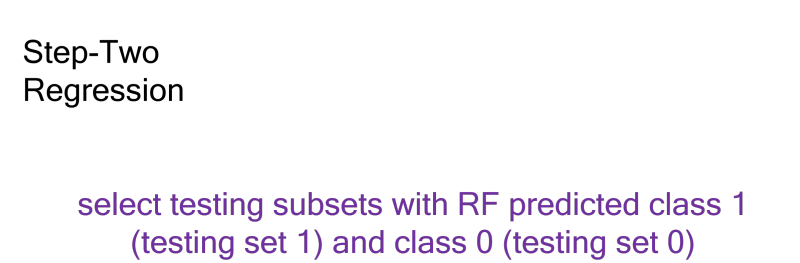 Step-Two
Regression
select testing subsets with RF predicted class 1
(testing set 1) and class 0 (testing set 0)